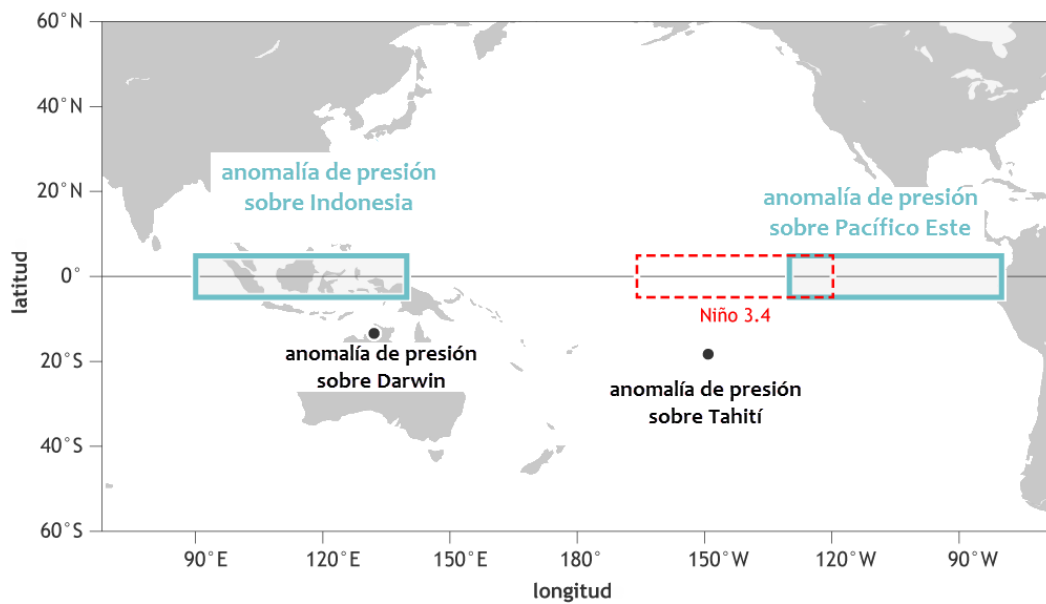 60°N
40°N
anomalía de presión
sobre Indonesia
20°N
anomalía de presión
sobre Pacífico Este
0°
latitud
Niño 3.4
anomalía de presión
sobre Darwin
20°S
anomalía de presión
sobre Tahití
40°S
60°S
90°E
120°E
150°E
180°
150°W
120°W
90°W
longitud